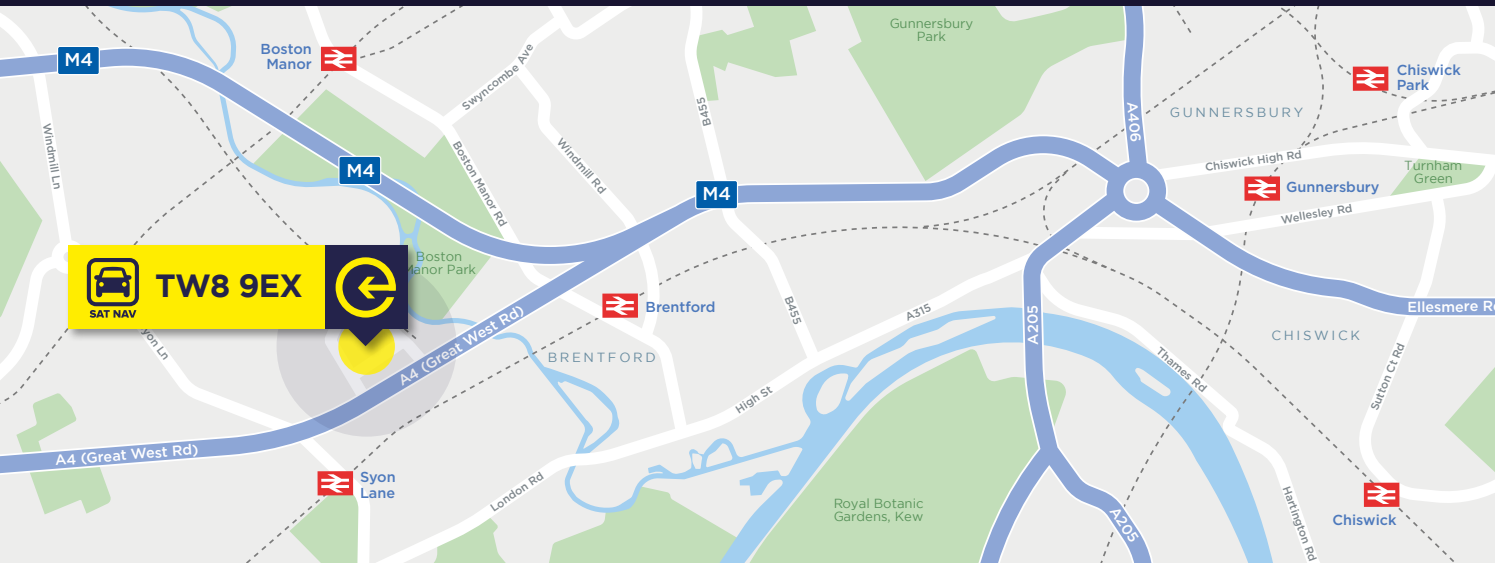 Gunnersbury
Park
M4
Boston
Manor
Swyncombe Ave
Chiswick
Park
B455
A406
GUNNERSBURY
Windmill Ln
M4
Boston Manor Rd
Windmill Rd
Chiswick High Rd
Turnham
Green
M4
Gunnersbury
Wellesley Rd
Boston
Manor Park
TW8 9EX
SAT NAV
Brentford
B455
A315
A205
Ellesmere R
CHISWICK
yon Ln
A4 (Great West Rd)
BRENTFORD
Thames Rd
Sutton Ct Rd
High St
A4 (Great West Rd)
Syon
Lane
London Rd
Royal Botanic
Gardens, Kew
A205
Hartington Rd
Chiswick